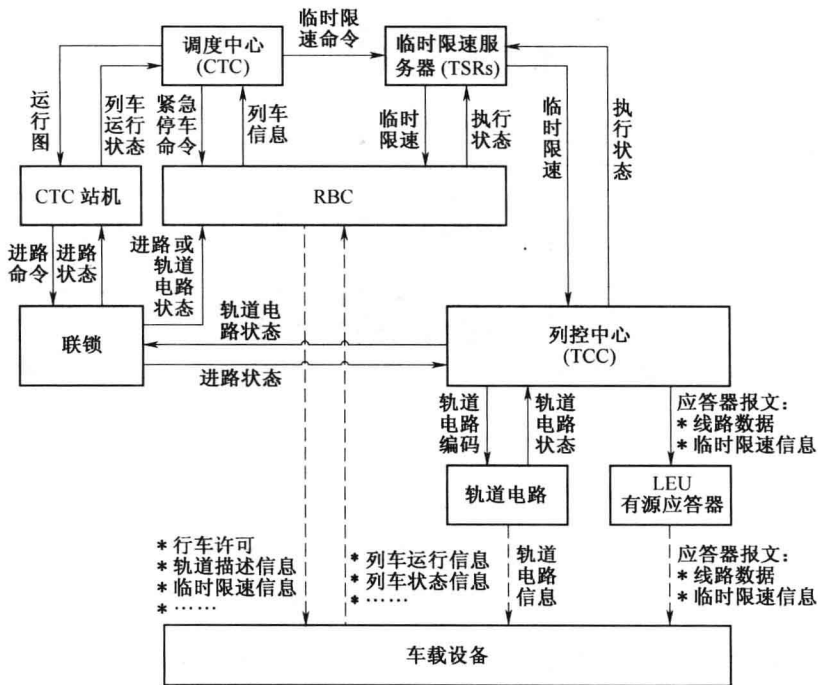 临时限
速命令
调度中心
(CTC)
临时限速服
务器 (TSRs)
运行图
列车运行状态
紧急
停车
命令
列车
信息
临时
限速
执行
状态
临时限速
执行状态
CTC 站机
RBC
进路
命令
进路
状态
进路或
轨道
电路
状态
联锁
轨道电
路状态
进路状态
列控中心
(TCC)
轨道
电路
编码
轨道
电路
状态
应答器报文：
* 线路数据
* 临时限速信息
轨道电路
LEU
有源应答器
* 行车许可
* 轨道描述信息
* 临时限速信息
* ……
* 列车运行信息
* 列车状态信息
* ……
轨道
电路
信息
应答器报文：
* 线路数据
* 临时限速信息
车载设备